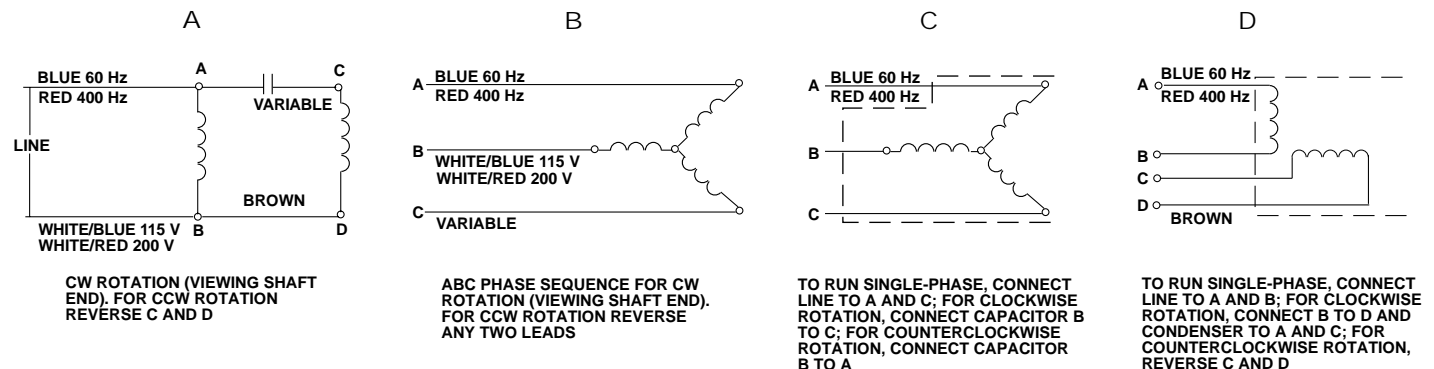 A
B
C
D
A
BLUE 60 Hz
RED 400 Hz
C
VARIABLE
LINE
BROWN
WHITE/BLUE 115 V
WHITE/RED 200 V
B
D
CW ROTATION (VIEWING SHAFT
END). FOR CCW ROTATION
REVERSE C AND D
A
BLUE 60 Hz
RED 400 Hz
B
WHITE/BLUE 115 V
WHITE/RED 200 V
C
VARIABLE
ABC PHASE SEQUENCE FOR CW
ROTATION (VIEWING SHAFT END).
FOR CCW ROTATION REVERSE
ANY TWO LEADS
A
BLUE 60 Hz
RED 400 Hz
B
C
TO RUN SINGLE-PHASE, CONNECT
LINE TO A AND C; FOR CLOCKWISE
ROTATION, CONNECT CAPACITOR B
TO C; FOR COUNTERCLOCKWISE
ROTATION, CONNECT CAPACITOR
B TO A
BLUE 60 Hz
A
RED 400 Hz
B
C
D
BROWN
TO RUN SINGLE-PHASE, CONNECT
LINE TO A AND B; FOR CLOCKWISE
ROTATION, CONNECT B TO D AND
CONDENSER TO A AND C; FOR
COUNTERCLOCKWISE ROTATION,
REVERSE C AND D